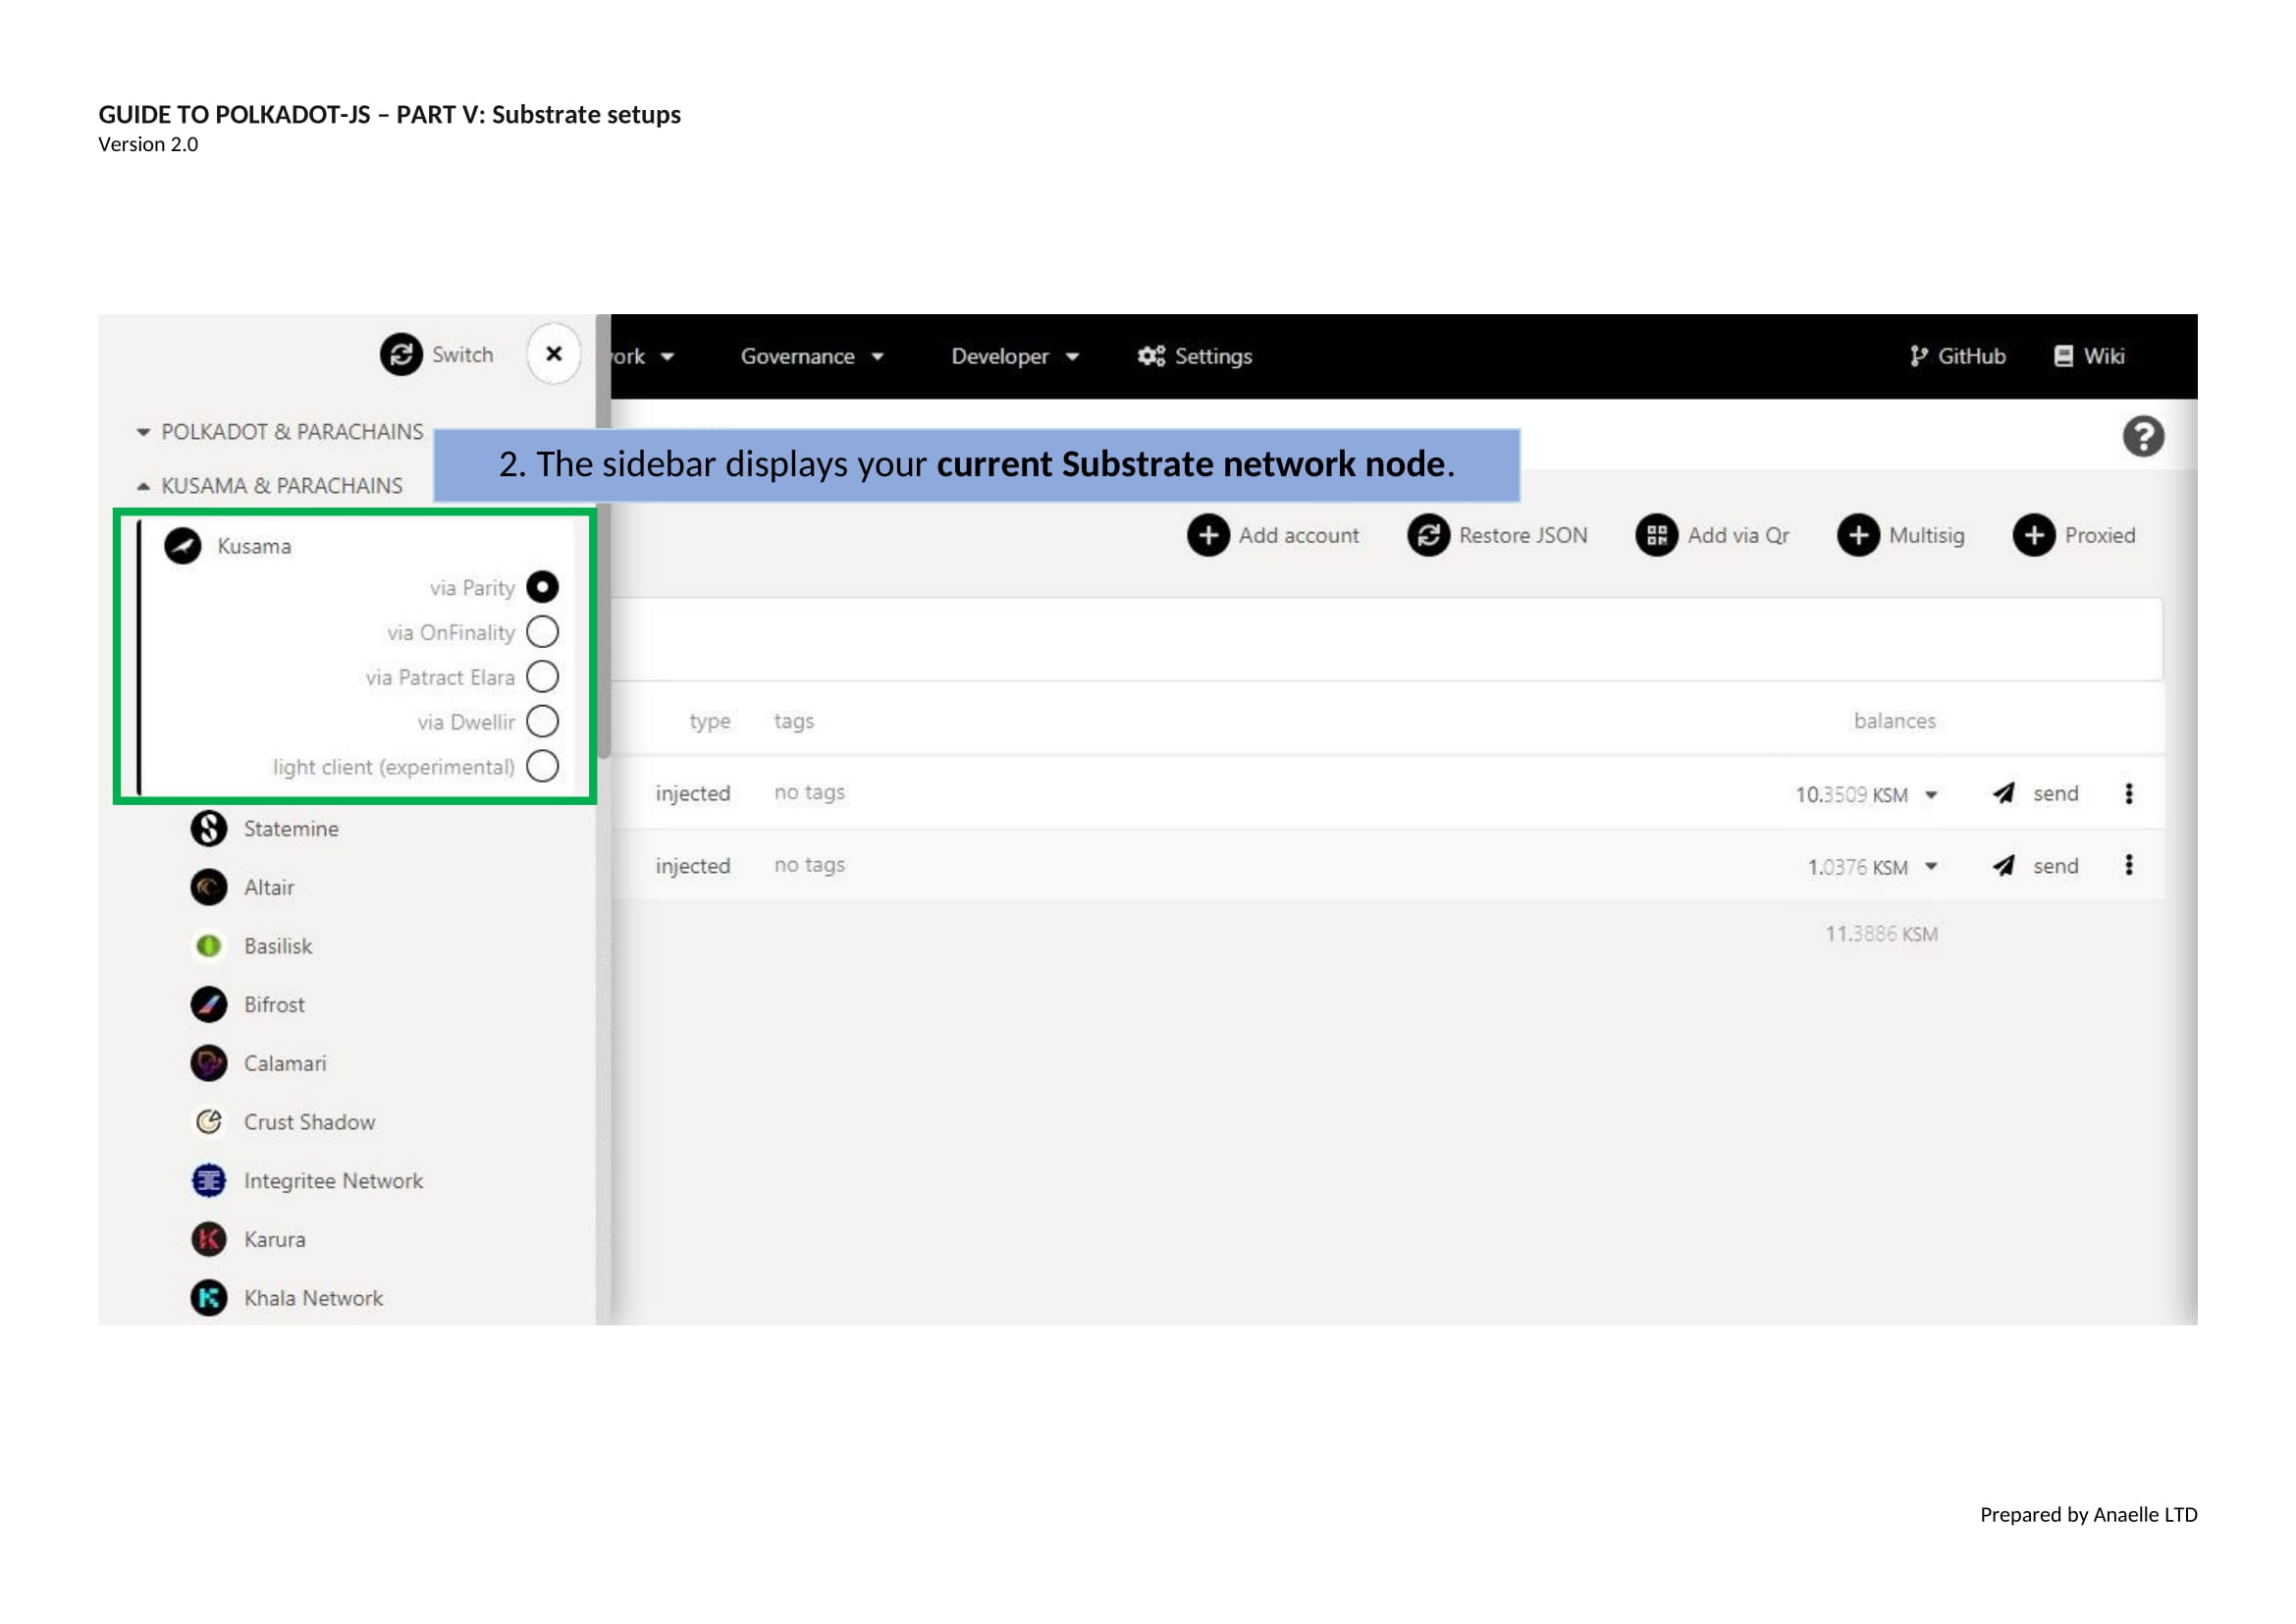 GUIDE TO POLKADOT-JS – PART V: Substrate setups
Version 2.0
Switch
ork
Governance
Developer
Settings
GitHub
Wiki
POLKADOT & PARACHAINS
2. The sidebar displays your current Substrate network node.
KUSAMA & PARACHAINS
Kusama
via Parity
via OnFinality
via Patract Elara
via Dwellir
light client (experimental)
Statemine
Altair
Basilisk
Bifrost
Calamari
Crust Shadow
Integritee Network
Karura
Khala Network
Add account
Restore JSON
Add via Qr
Multisig
Proxied
type tags balances
injected no tags 10.3509 KSM send
injected no tags 1.0376 KSM send
11.3886 KSM
Prepared by Anaelle LTD